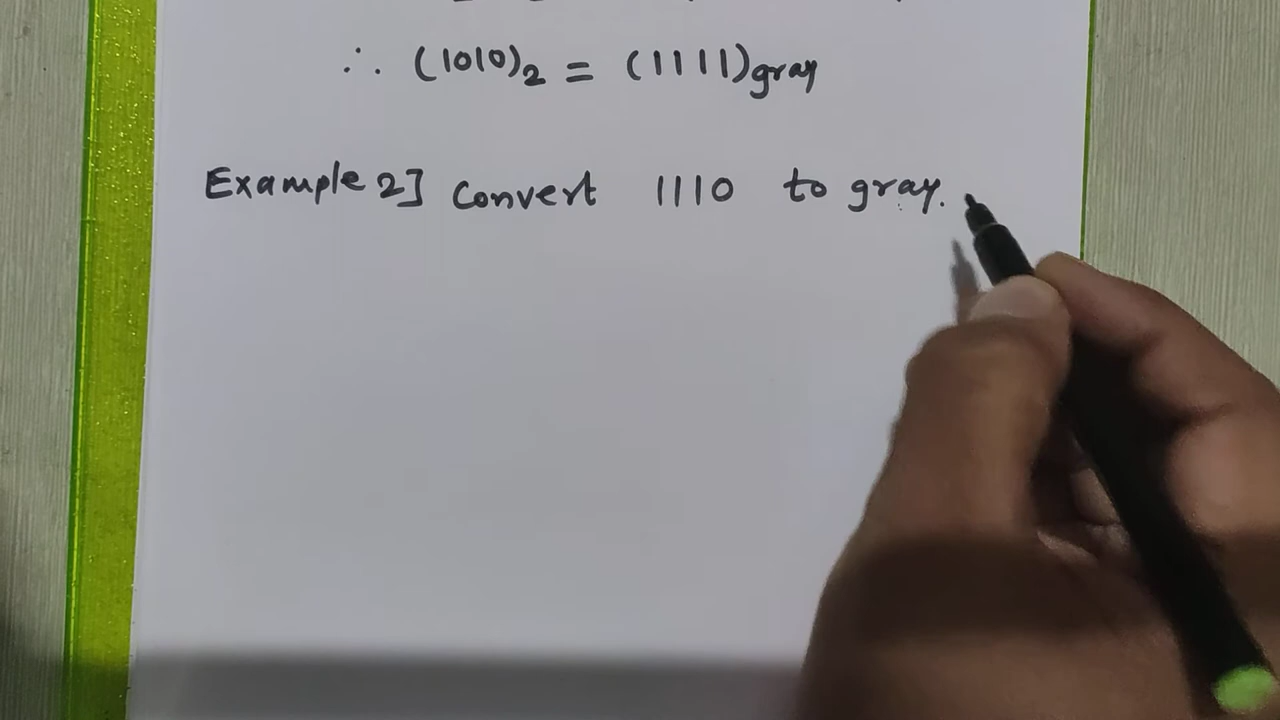 ∴ (1010)₂ = (1111)gray
Example 2] Convert 1110 to gray.